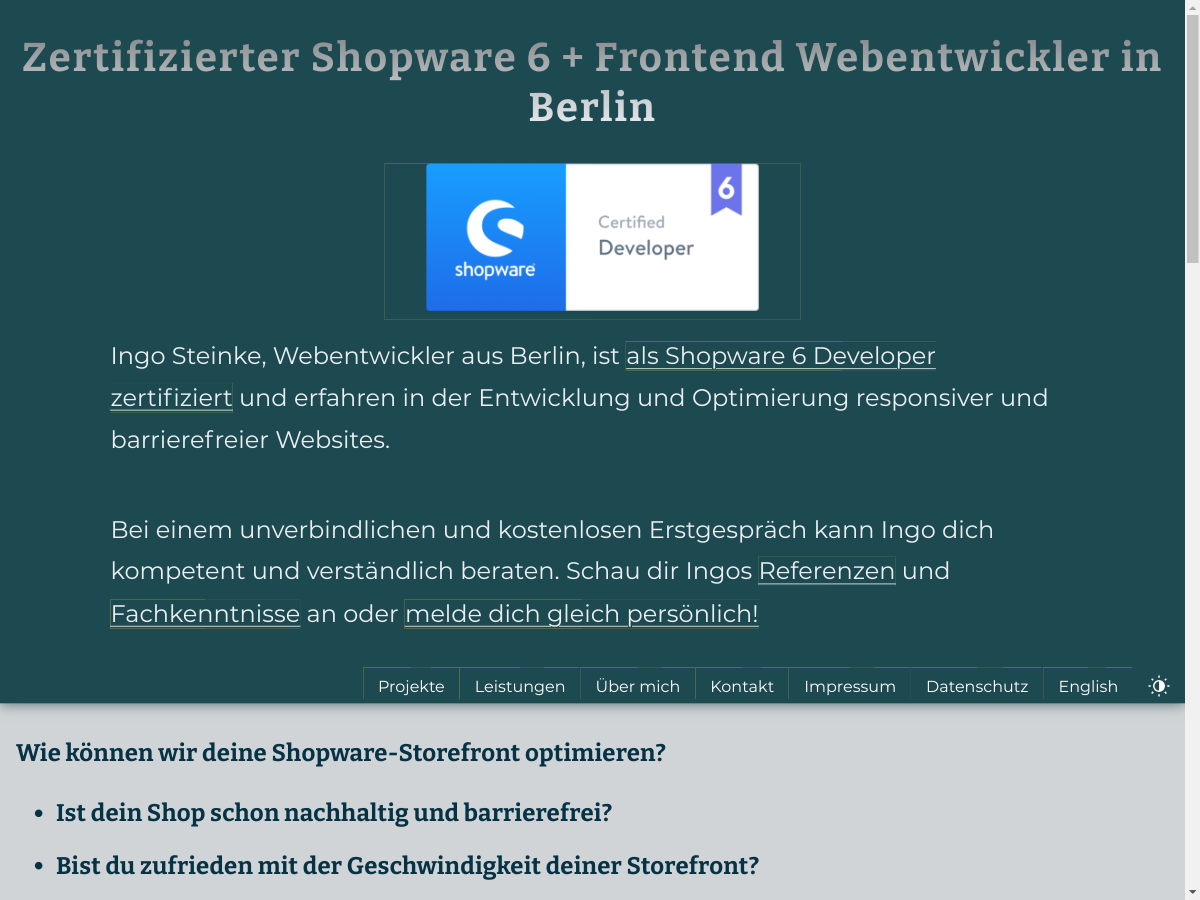 Zertifizierter Shopware 6 + Frontend Webentwickler in
Berlin
6
Certified
Developer
shopware
Ingo Steinke, Webentwickler aus Berlin, ist als Shopware 6 Developer
zertifiziert und erfahren in der Entwicklung und Optimierung responsiver und
barrierefreier Websites.
Bei einem unverbindlichen und kostenlosen Erstgespräch kann Ingo dich
kompetent und verständlich beraten. Schau dir Ingos Referenzen und
Fachkenntnisse an oder melde dich gleich persönlich!
Projekte Leistungen Über mich Kontakt Impressum Datenschutz English
Wie können wir deine Shopware-Storefront optimieren?
• Ist dein Shop schon nachhaltig und barrierefrei?
• Bist du zufrieden mit der Geschwindigkeit deiner Storefront?